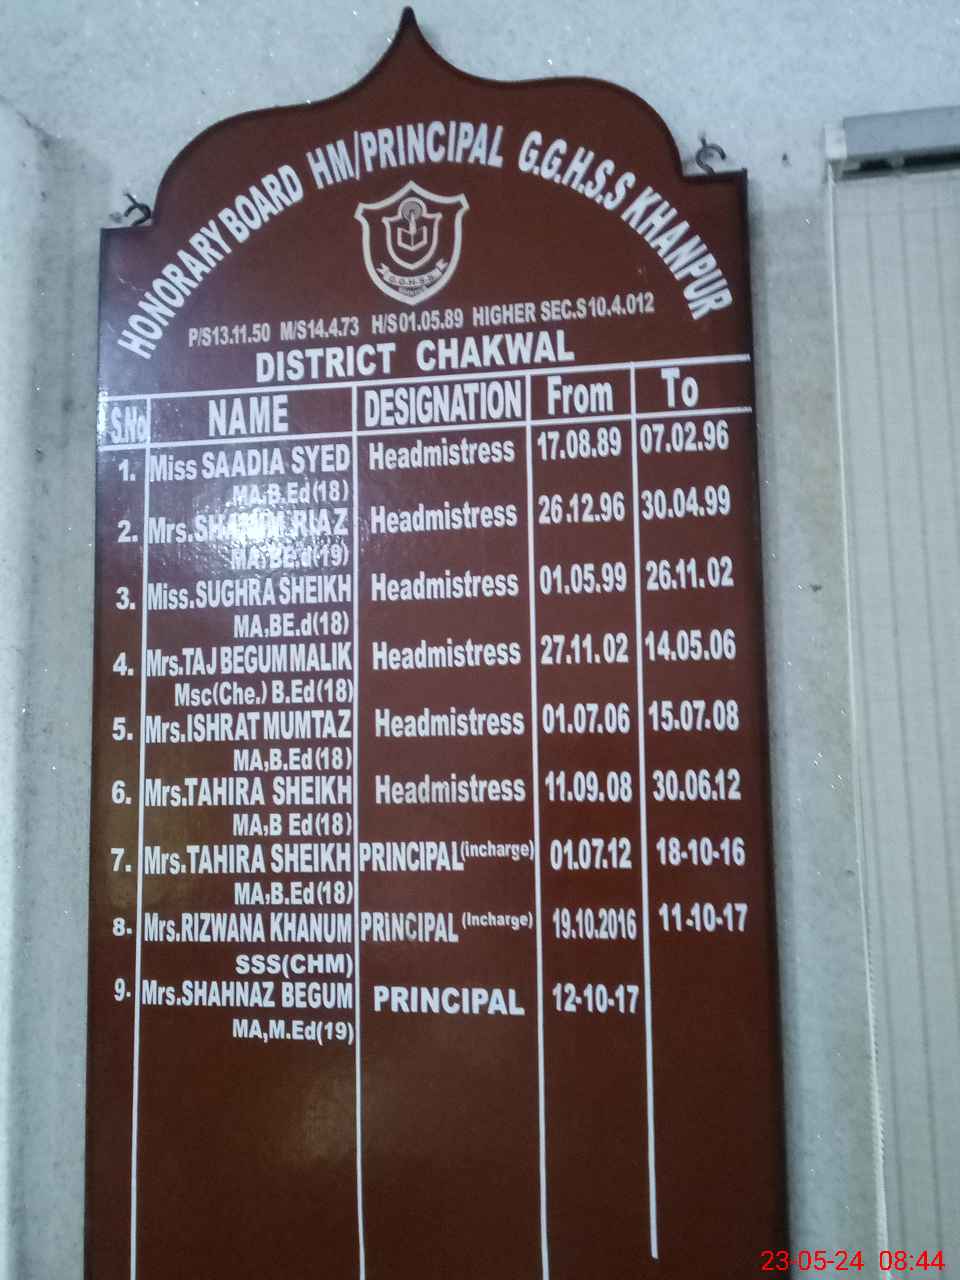 HONORARY BOARD HM/PRINCIPAL G.G.H.S.S KHANPUR
G.G.H.S.S
P/S13.11.50 M/S14.4.73 H/S01.05.89 HIGHER SEC.S10.4.012
DISTRICT CHAKWAL
S.No NAME DESIGNATION From To
1. Miss SAADIA SYED Headmistress 17.08.89 07.02.96
MA,B.Ed(18)
2. Mrs.SHAMIM RIAZ Headmistress 26.12.96 30.04.99
MA,BE.d(19)
3. Miss.SUGHRA SHEIKH Headmistress 01.05.99 26.11.02
MA,BE.d(18)
4. Mrs.TAJ BEGUM MALIK Headmistress 27.11.02 14.05.06
Msc(Che.) B.Ed(18)
5. Mrs.ISHRAT MUMTAZ Headmistress 01.07.06 15.07.08
MA,B.Ed(18)
6. Mrs.TAHIRA SHEIKH Headmistress 11.09.08 30.06.12
MA,B Ed(18)
7. Mrs.TAHIRA SHEIKH PRINCIPAL(incharge) 01.07.12 18-10-16
MA,B.Ed(18)
8. Mrs.RIZWANA KHANUM PRINCIPAL (Incharge) 19.10.2016 11-10-17
SSS(CHM)
9. Mrs.SHAHNAZ BEGUM PRINCIPAL 12-10-17
MA,M.Ed(19)
23-05-24 08:44